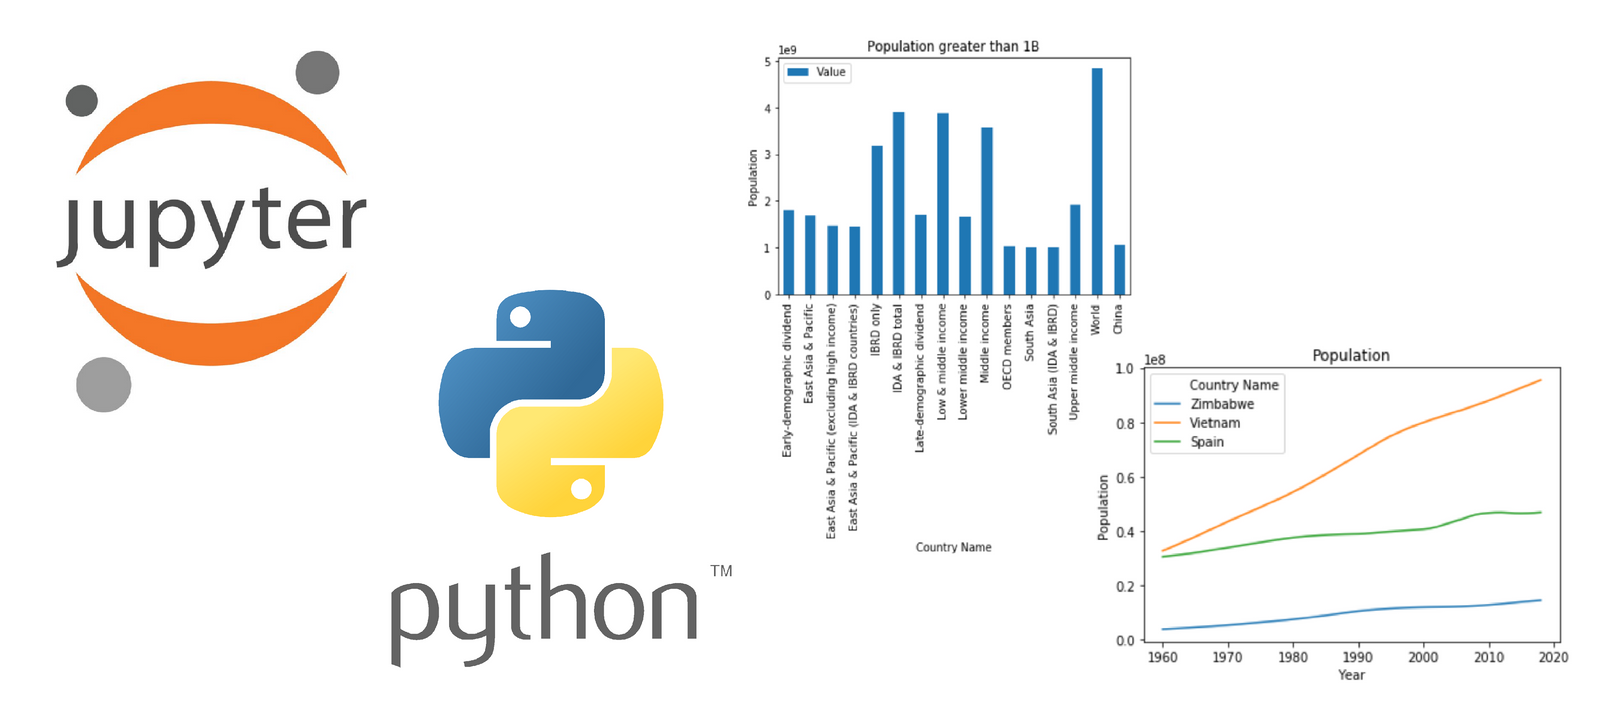 jupyter
python
TM
Population greater than 1B
1e9
Value
5
4
3
2
1
0
Population
Early-demographic dividend
East Asia & Pacific
East Asia & Pacific (excluding high income)
East Asia & Pacific (IDA & IBRD countries)
IBRD only
IDA & IBRD total
Late-demographic dividend
Low & middle income
Lower middle income
Middle income
OECD members
South Asia
South Asia (IDA & IBRD)
Upper middle income
World
China
Country Name
Population
1e8
Country Name
Zimbabwe
Vietnam
Spain
1.0
0.8
0.6
0.4
0.2
0.0
Population
1960 1970 1980 1990 2000 2010 2020
Year